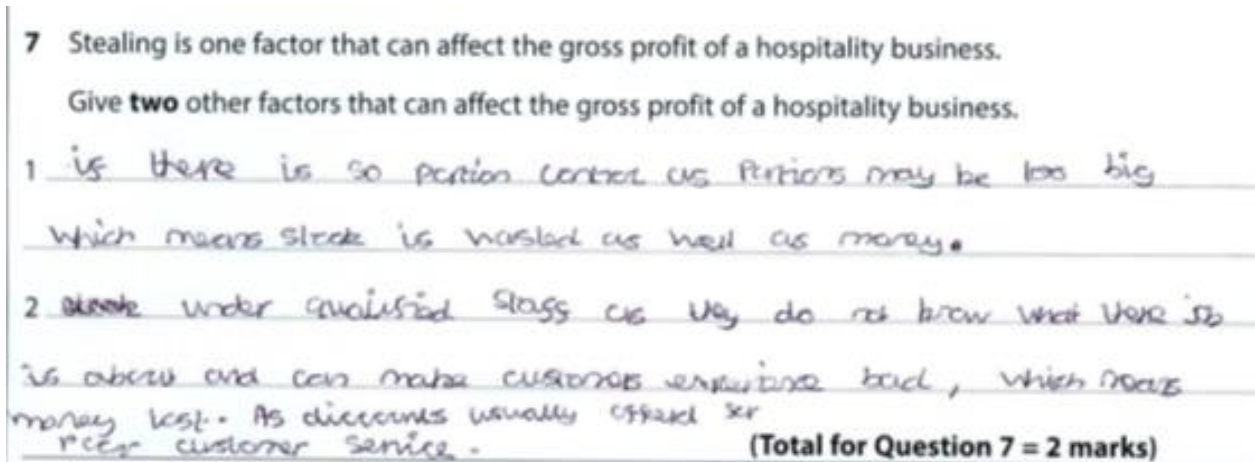 7 Stealing is one factor that can affect the gross profit of a hospitality business.
Give two other factors that can affect the gross profit of a hospitality business.
1 if there is so portion control as Portions may be too big
which means stock is wasted as well as money.
2 under qualified staff as they do not know what there job
is about and can make customers experience bad, which means
money lost. As discounts usually offered for
poor customer service.
(Total for Question 7 = 2 marks)